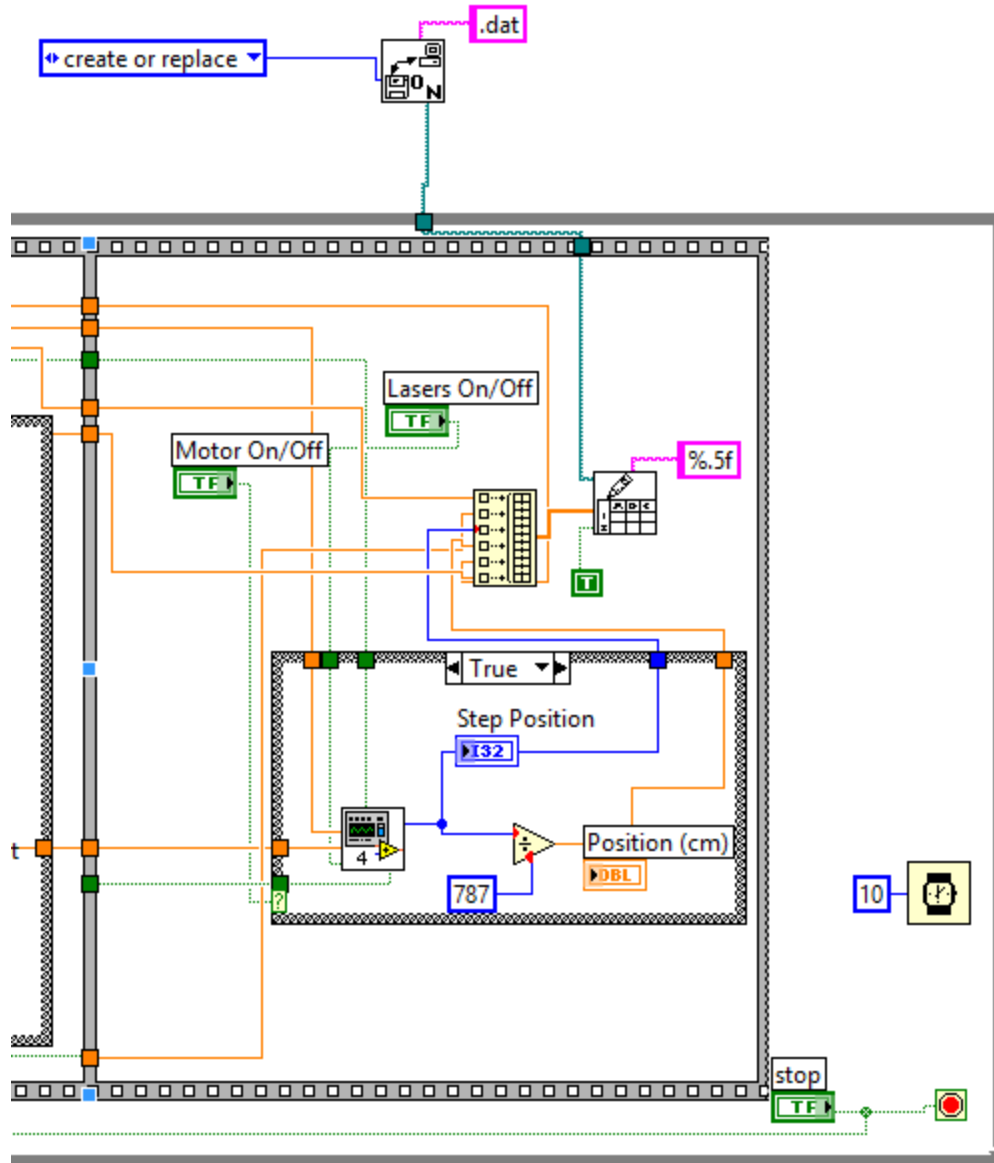 .dat
create or replace
0
N
Lasers On/Off
TF
Motor On/Off
TF
%.5f
T
True
Step Position
I32
t
4
÷
Position (cm)
DBL
787
?
10
stop
TF